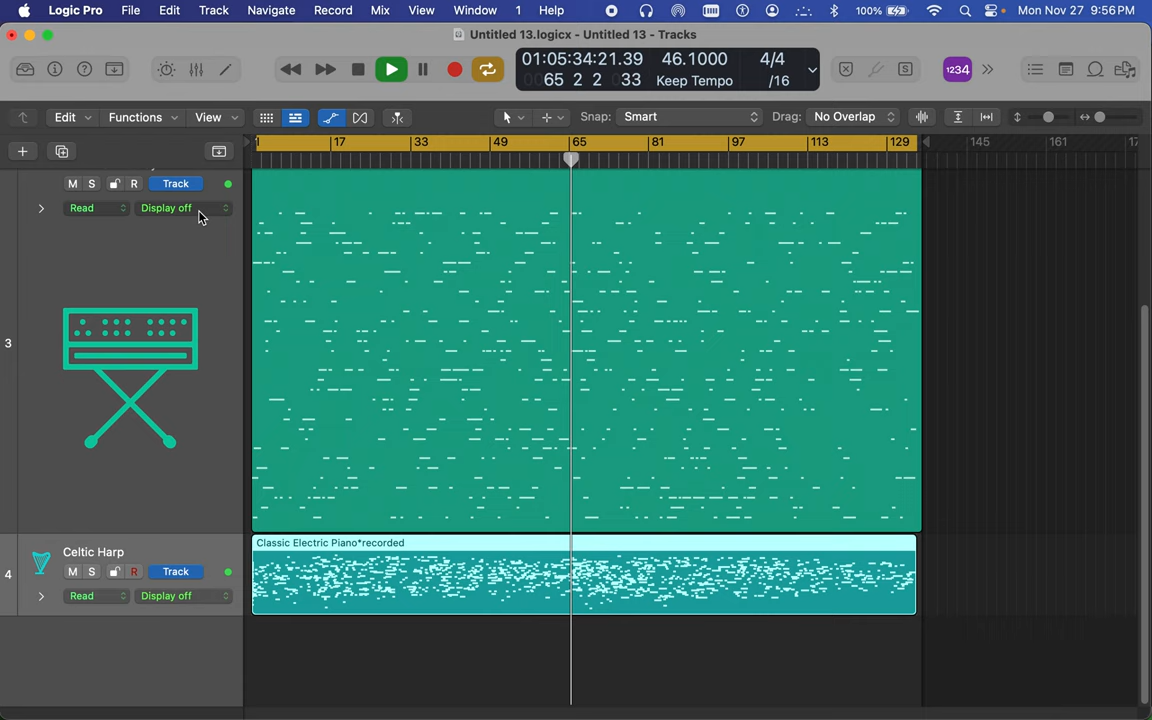 Logic Pro File Edit Track Navigate Record Mix View Window 1 Help 100% Mon Nov 27 9:56 PM
Untitled 13.logicx - Untitled 13 - Tracks
01:05:34:21.39 46.1000 4/4
0065 2 2 033 Keep Tempo /16
1234
Edit Functions View Snap: Smart Drag: No Overlap
1 17 33 49 65 81 97 113 129 145 161
M S R Track
Read Display off
3
Celtic Harp
Classic Electric Piano*recorded
4 M S R Track
Read Display off